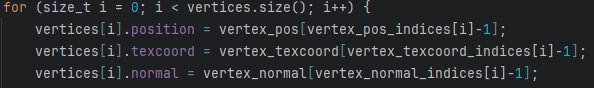 for (size_t i = 0; i < vertices.size(); i++) {
    vertices[i].position = vertex_pos[vertex_pos_indices[i]-1];
    vertices[i].texcoord = vertex_texcoord[vertex_texcoord_indices[i]-1];
    vertices[i].normal = vertex_normal[vertex_normal_indices[i]-1];